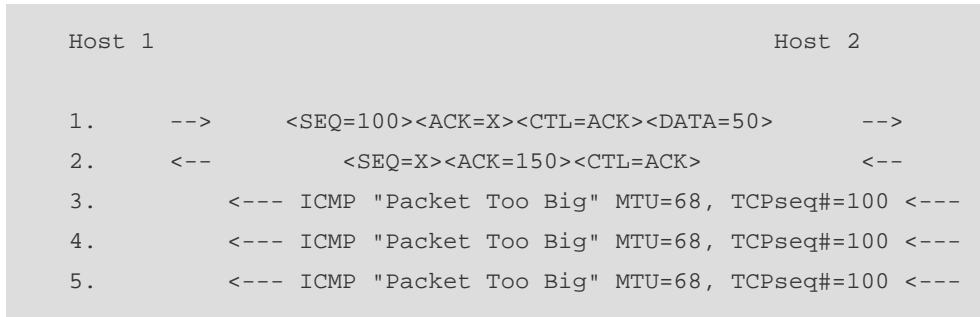 Host 1 Host 2
1. --> <SEQ=100><ACK=X><CTL=ACK><DATA=50> -->
2. <-- <SEQ=X><ACK=150><CTL=ACK> <--
3. <--- ICMP "Packet Too Big" MTU=68, TCPseq#=100 <---
4. <--- ICMP "Packet Too Big" MTU=68, TCPseq#=100 <---
5. <--- ICMP "Packet Too Big" MTU=68, TCPseq#=100 <---